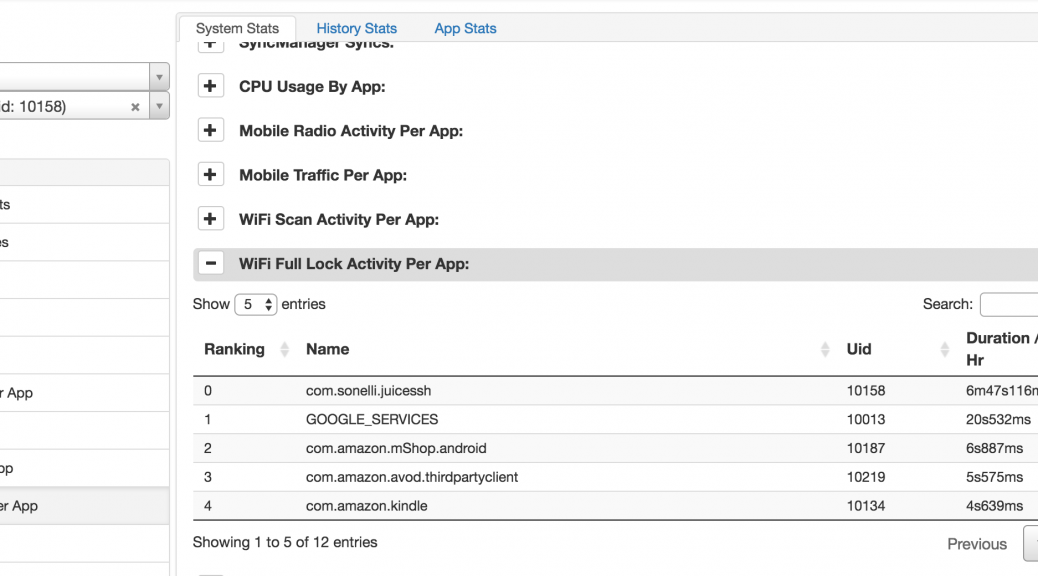 System Stats History Stats App Stats
SyncManager Syncs:
CPU Usage By App:
id: 10158) ×
Mobile Radio Activity Per App:
Mobile Traffic Per App:
ts
WiFi Scan Activity Per App:
es
WiFi Full Lock Activity Per App:
Show 5 entries Search:
Ranking Name Uid Duration /
Hr
0 com.sonelli.juicessh 10158 6m47s116m
r App
1 GOOGLE_SERVICES 10013 20s532ms
2 com.amazon.mShop.android 10187 6s887ms
pp
3 com.amazon.avod.thirdpartyclient 10219 5s575ms
er App
4 com.amazon.kindle 10134 4s639ms
Showing 1 to 5 of 12 entries Previous